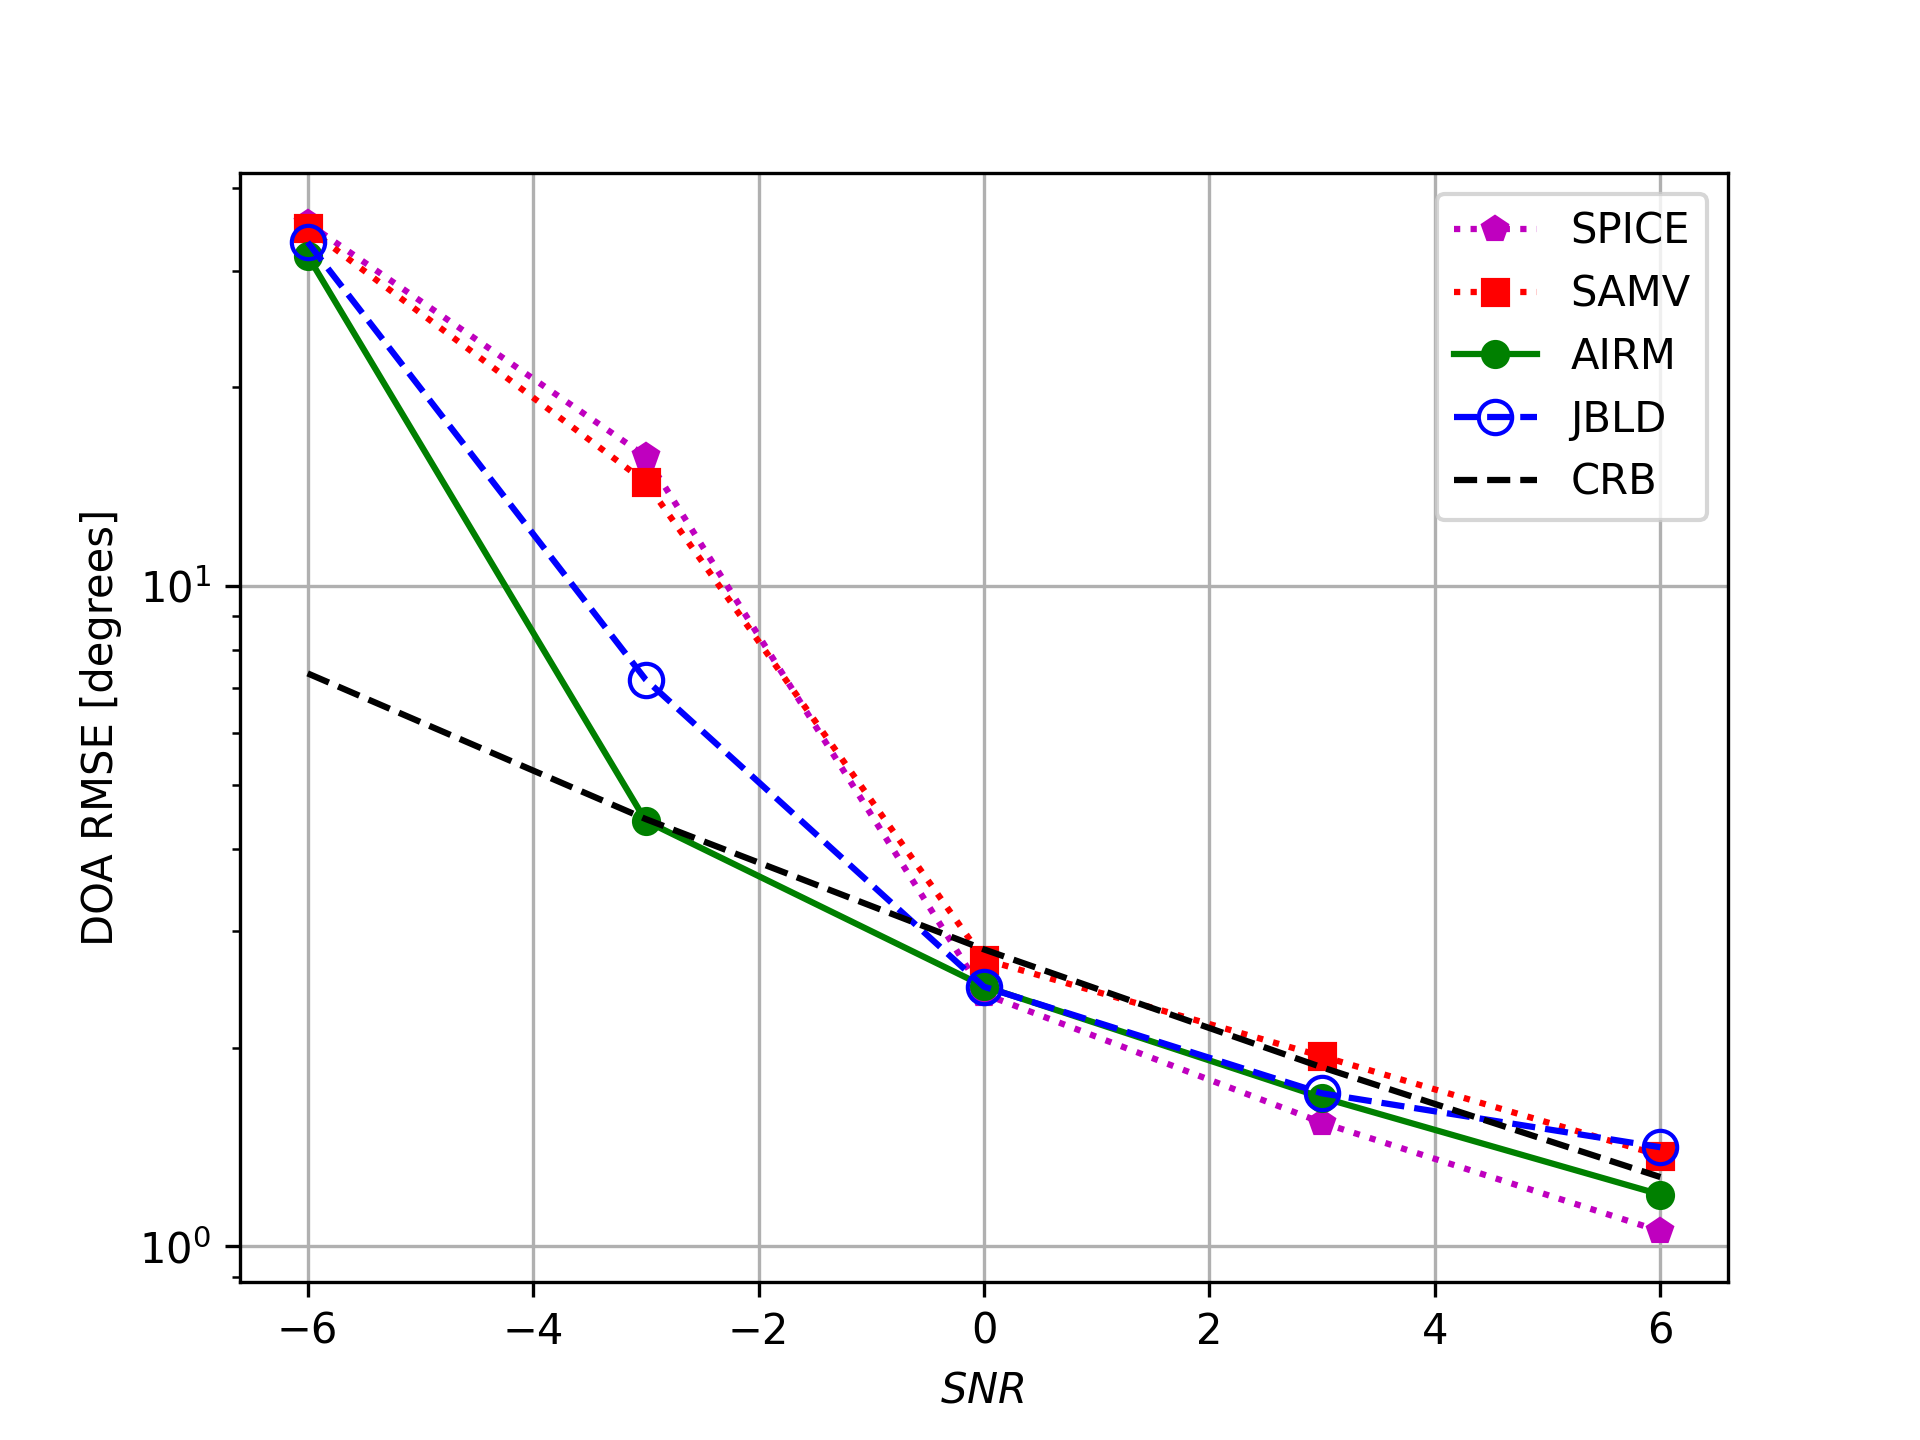 SPICE
SAMV
AIRM
JBLD
CRB
DOA RMSE [degrees]
10¹
10⁰
−6 −4 −2 0 2 4 6
SNR